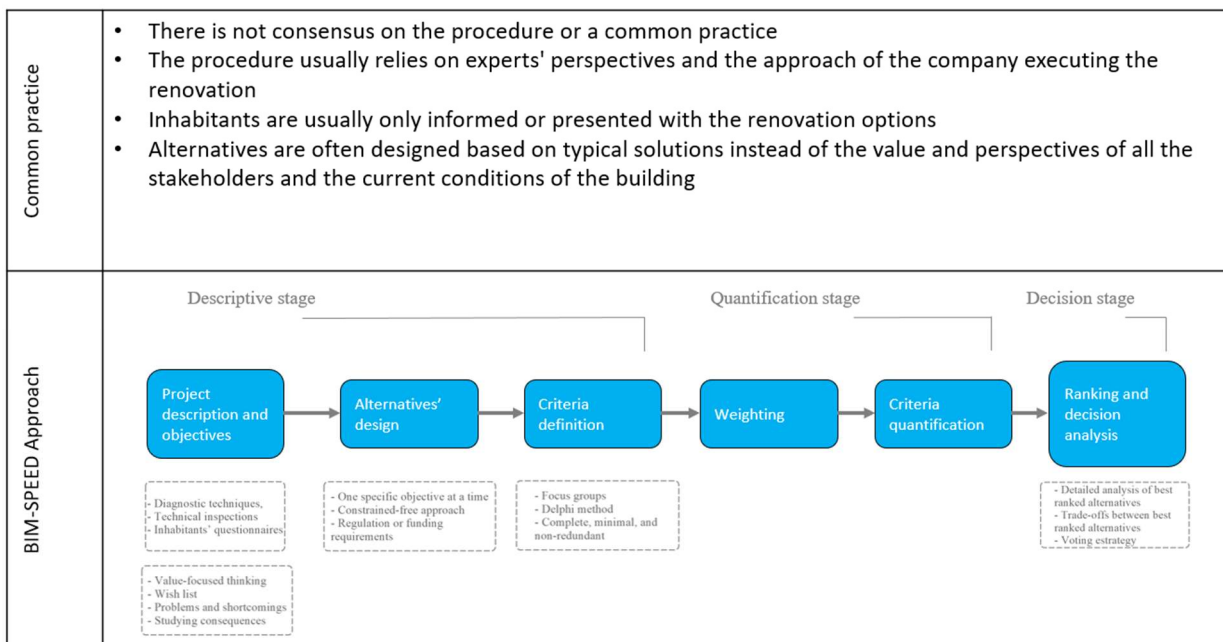 Common practice
• There is not consensus on the procedure or a common practice
• The procedure usually relies on experts' perspectives and the approach of the company executing the
renovation
• Inhabitants are usually only informed or presented with the renovation options
• Alternatives are often designed based on typical solutions instead of the value and perspectives of all the
stakeholders and the current conditions of the building
BIM-SPEED Approach
Descriptive stage
Quantification stage
Decision stage
Project
description and
objectives
Alternatives'
design
Criteria
definition
Weighting
Criteria
quantification
Ranking and
decision
analysis
- Diagnostic techniques,
- Technical inspections
- Inhabitants' questionnaires
- Value-focused thinking
- Wish list
- Problems and shortcomings
- Studying consequences
- One specific objective at a time
- Constrained-free approach
- Regulation or funding
requirements
- Focus groups
- Delphi method
- Complete, minimal, and
non-redundant
- Detailed analysis of best
ranked alternatives
- Trade-offs between best
ranked alternatives
- Voting estrategy